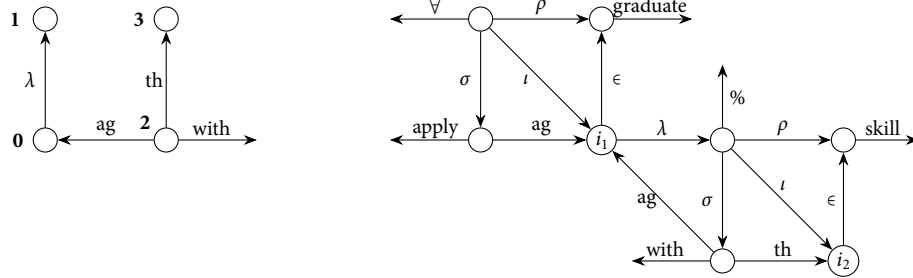 1 3 ∀ ρ graduate
λ th σ ι ϵ %
0 ag 2 with apply ag i₁ λ ρ skill
ag σ ι ϵ
with th i₂